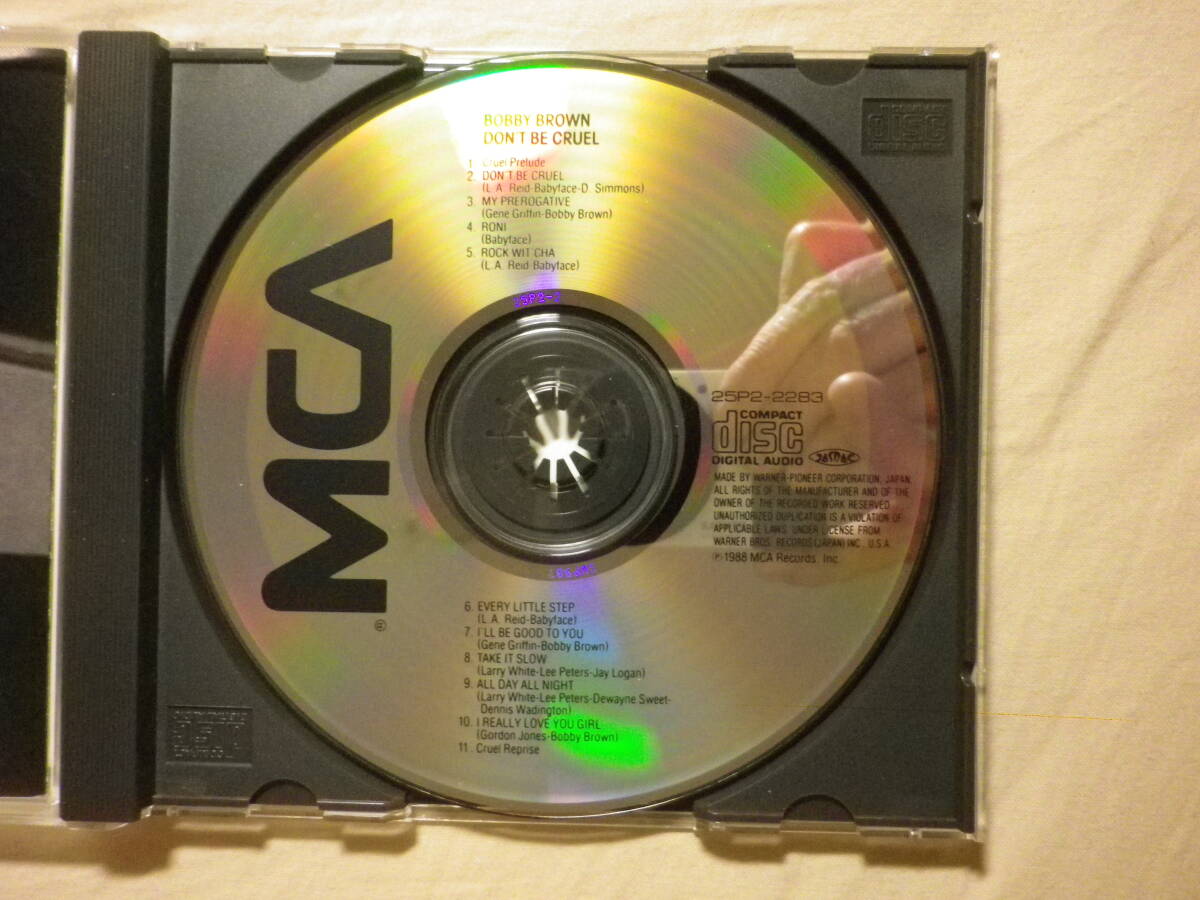 BOBBY BROWN
DON'T BE CRUEL
1. Cruel Prelude
2. DON'T BE CRUEL
(L.A. Reid-Babyface-D. Simmons)
3. MY PREROGATIVE
(Gene Griffin-Bobby Brown)
4. RONI
(Babyface)
5. ROCK WIT'CHA
(L.A. Reid-Babyface)
MCA
®
25P2-2283
COMPACT
disc
DIGITAL AUDIO
JASRAC
MADE BY WARNER-PIONEER CORPORATION, JAPAN.
ALL RIGHTS OF THE MANUFACTURER AND OF THE
OWNER OF THE RECORDED WORK RESERVED
UNAUTHORIZED DUPLICATION IS A VIOLATION OF
APPLICABLE LAWS. UNDER LICENSE FROM
WARNER BROS. RECORDS (JAPAN) INC., U.S.A.
℗1988 MCA Records, Inc.
6. EVERY LITTLE STEP
(L.A. Reid-Babyface)
7. I'LL BE GOOD TO YOU
(Gene Griffin-Bobby Brown)
8. TAKE IT SLOW
(Larry White-Lee Peters-Jay Logan)
9. ALL DAY ALL NIGHT
(Larry White-Lee Peters-Dewayne Sweet-
Dennis Wadington)
10. I REALLY LOVE YOU GIRL
(Gordon Jones-Bobby Brown)
11. Cruel Reprise
disc
DIGITAL AUDIO